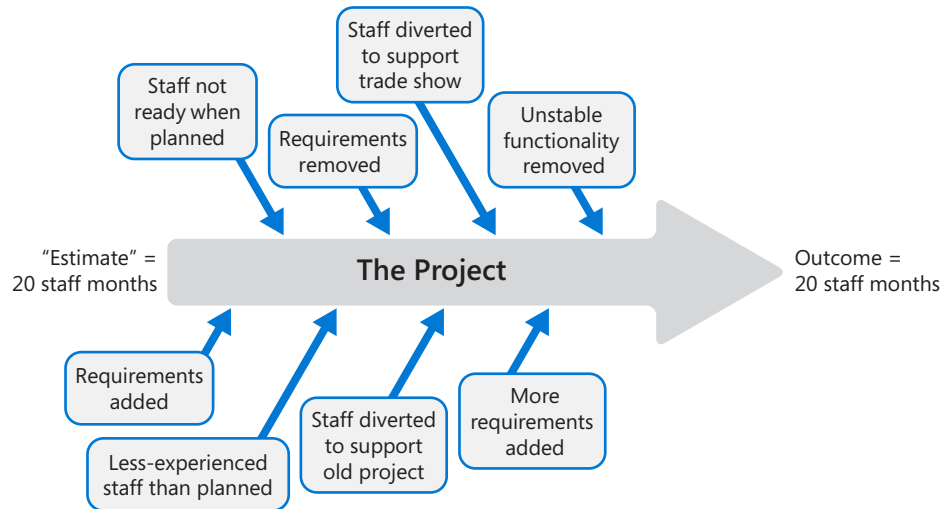 Staff diverted
to support
trade show
Staff not
ready when
planned
Requirements
removed
Unstable
functionality
removed
“Estimate” =
20 staff months
The Project
Outcome =
20 staff months
Requirements
added
Less-experienced
staff than planned
Staff diverted
to support
old project
More
requirements
added